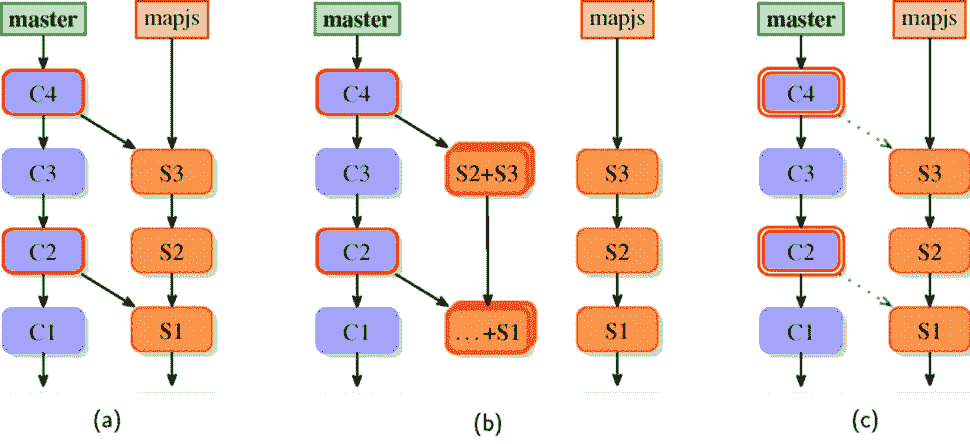 master mapjs master mapjs master mapjs
C4 C4 C4
C3 S3 C3 S2+S3 S3 C3 S3
C2 S2 C2 S2 C2 S2
C1 S1 C1 ...+S1 S1 C1 S1
(a) (b) (c)